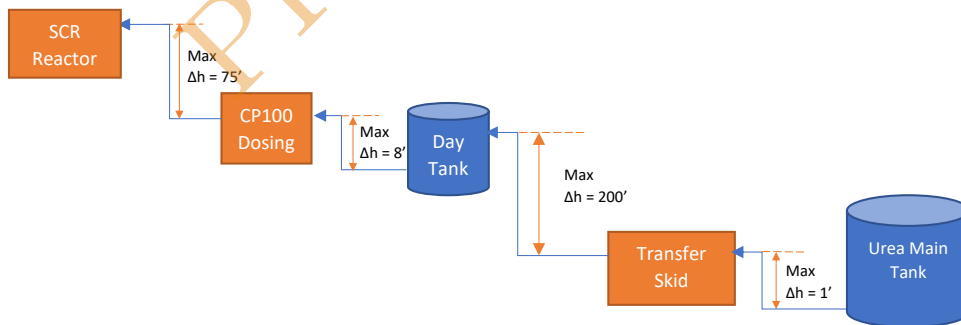 SCR
Reactor
Max
Δh = 75'
CP100
Dosing
Max
Δh = 8'
Day
Tank
Max
Δh = 200'
Transfer
Skid
Max
Δh = 1'
Urea Main
Tank